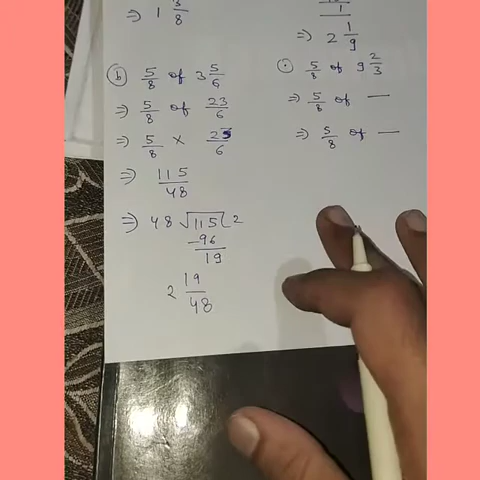 ⇒ 1 3/8
1
⇒ 2 1/9
(b) 5/8 of 3 5/6
⇒ 5/8 of 23/6
⇒ 5/8 × 23/6
⇒ 115/48
⇒ 48 √115 2
-96
19
2 19/48
5/8 of 9 2/3
⇒ 5/8 of —
⇒ 5/8 of —